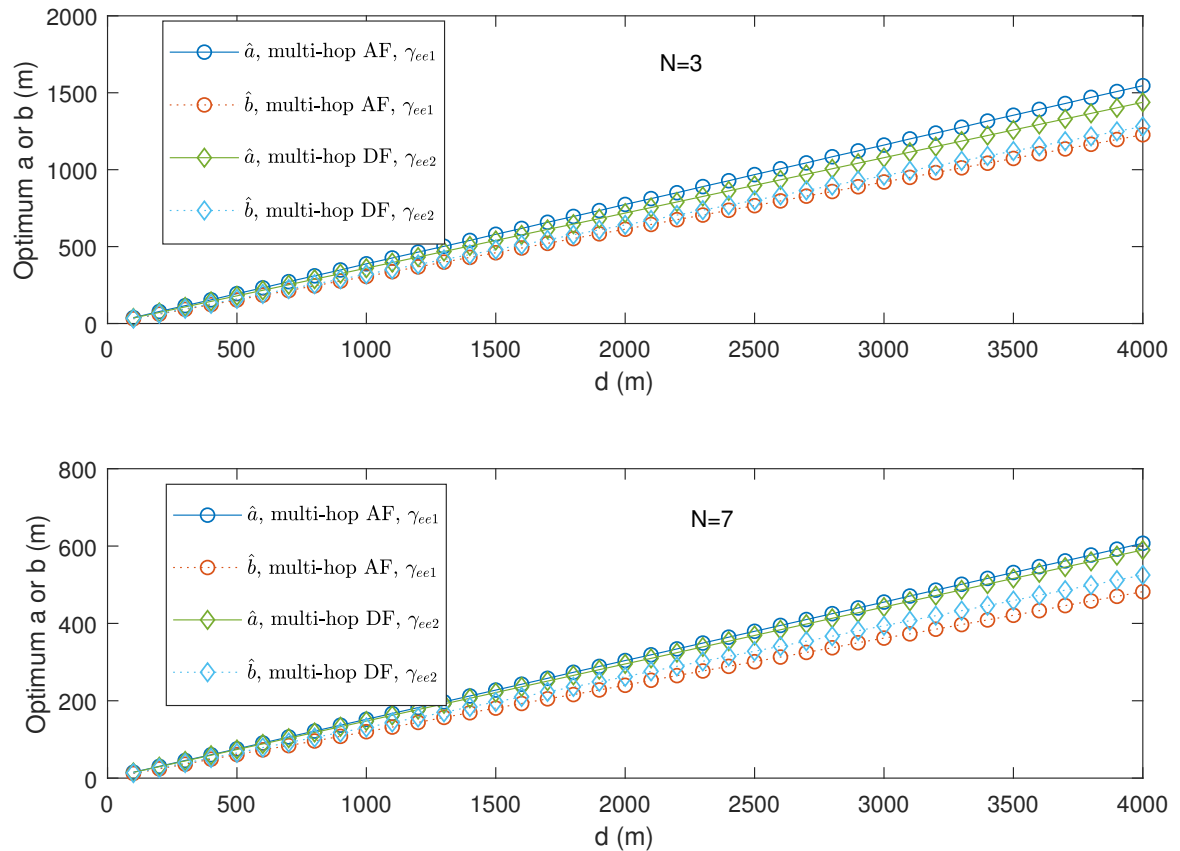 2000
1500
1000
500
0
Optimum a or b (m)
â, multi-hop AF, γee1
b̂, multi-hop AF, γee1
â, multi-hop DF, γee2
b̂, multi-hop DF, γee2
N=3
0 500 1000 1500 2000 2500 3000 3500 4000
d (m)
800
600
400
200
0
Optimum a or b (m)
â, multi-hop AF, γee1
b̂, multi-hop AF, γee1
â, multi-hop DF, γee2
b̂, multi-hop DF, γee2
N=7
0 500 1000 1500 2000 2500 3000 3500 4000
d (m)